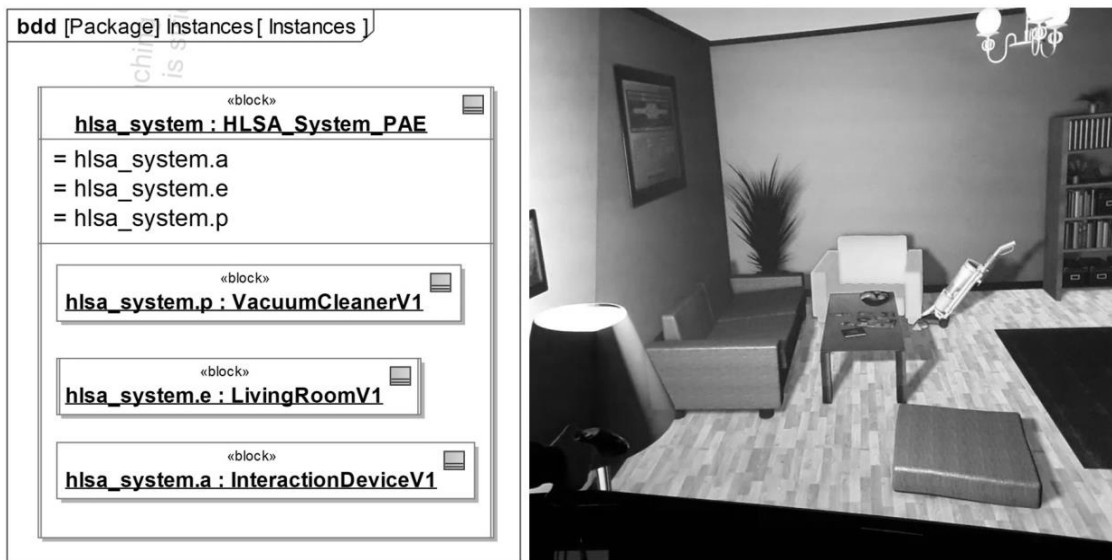 bdd [Package] Instances [ Instances ]
«block»
hlsa_system : HLSA_System_PAE
= hlsa_system.a
= hlsa_system.e
= hlsa_system.p
«block»
hlsa_system.p : VacuumCleanerV1
«block»
hlsa_system.e : LivingRoomV1
«block»
hlsa_system.a : InteractionDeviceV1